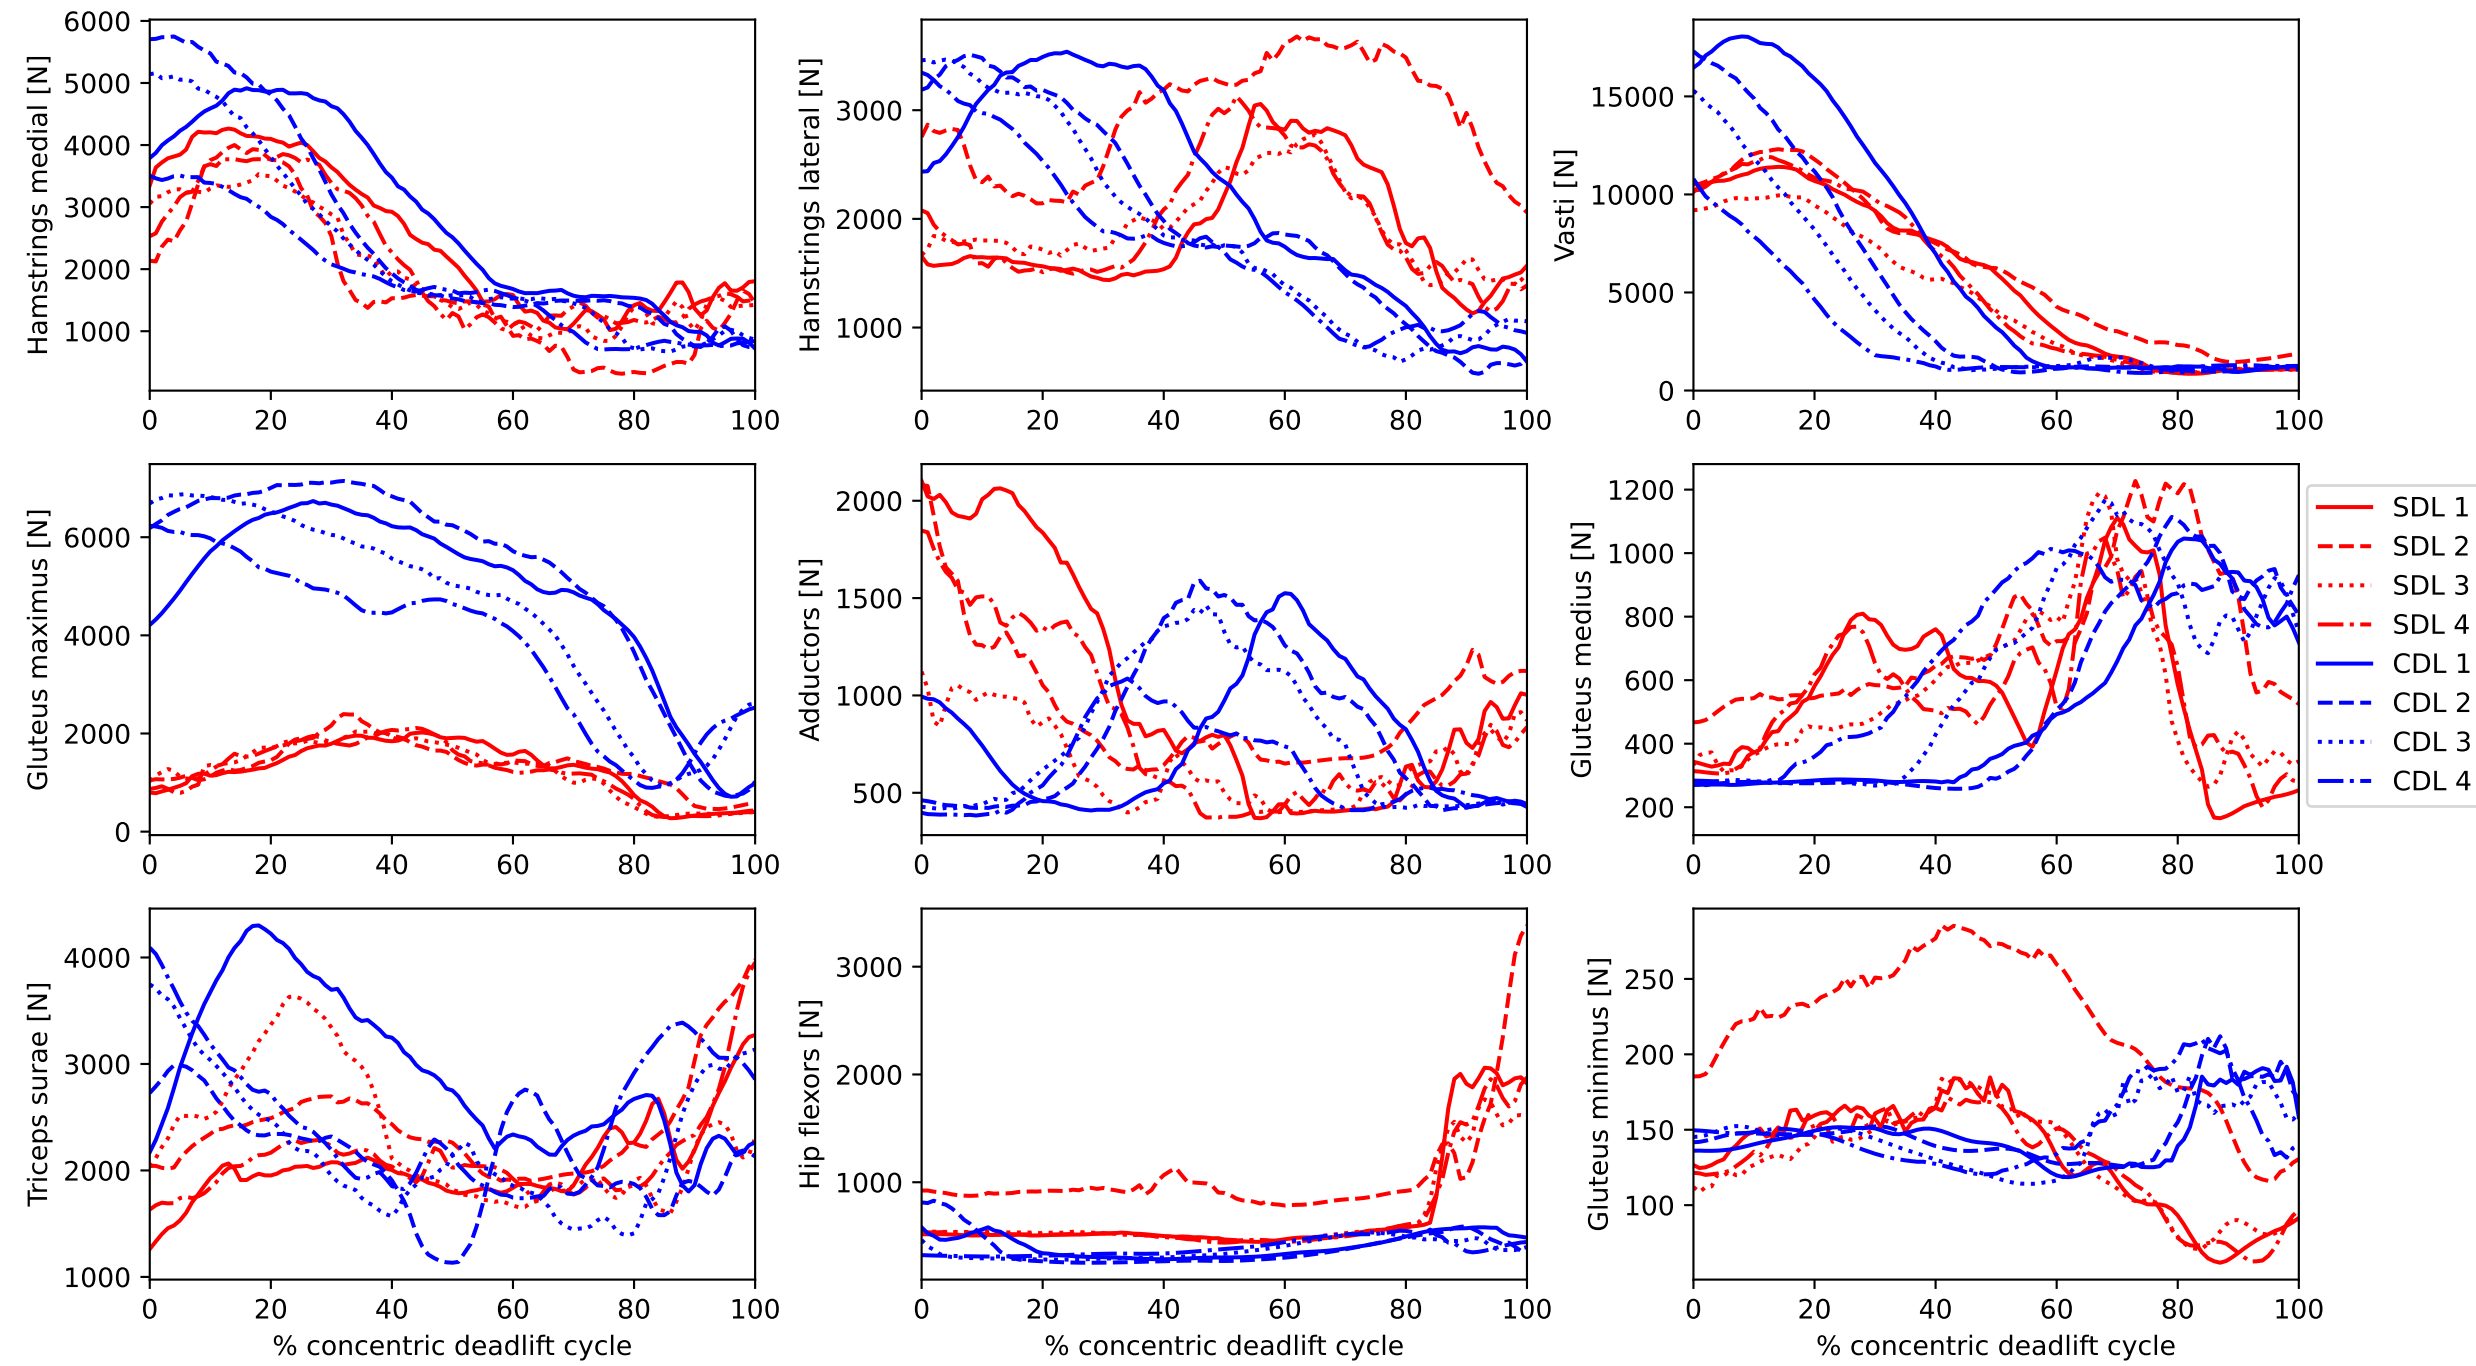 Hamstrings medial [N]
6000
5000
4000
3000
2000
1000
0 20 40 60 80 100
Hamstrings lateral [N]
3000
2000
1000
0 20 40 60 80 100
Vasti [N]
15000
10000
5000
0
0 20 40 60 80 100
Gluteus maximus [N]
6000
4000
2000
0
0 20 40 60 80 100
Adductors [N]
2000
1500
1000
500
0 20 40 60 80 100
Gluteus medius [N]
1200
1000
800
600
400
200
0 20 40 60 80 100
SDL 1
SDL 2
SDL 3
SDL 4
CDL 1
CDL 2
CDL 3
CDL 4
Triceps surae [N]
4000
3000
2000
1000
0 20 40 60 80 100
% concentric deadlift cycle
Hip flexors [N]
3000
2000
1000
0 20 40 60 80 100
% concentric deadlift cycle
Gluteus minimus [N]
250
200
150
100
0 20 40 60 80 100
% concentric deadlift cycle